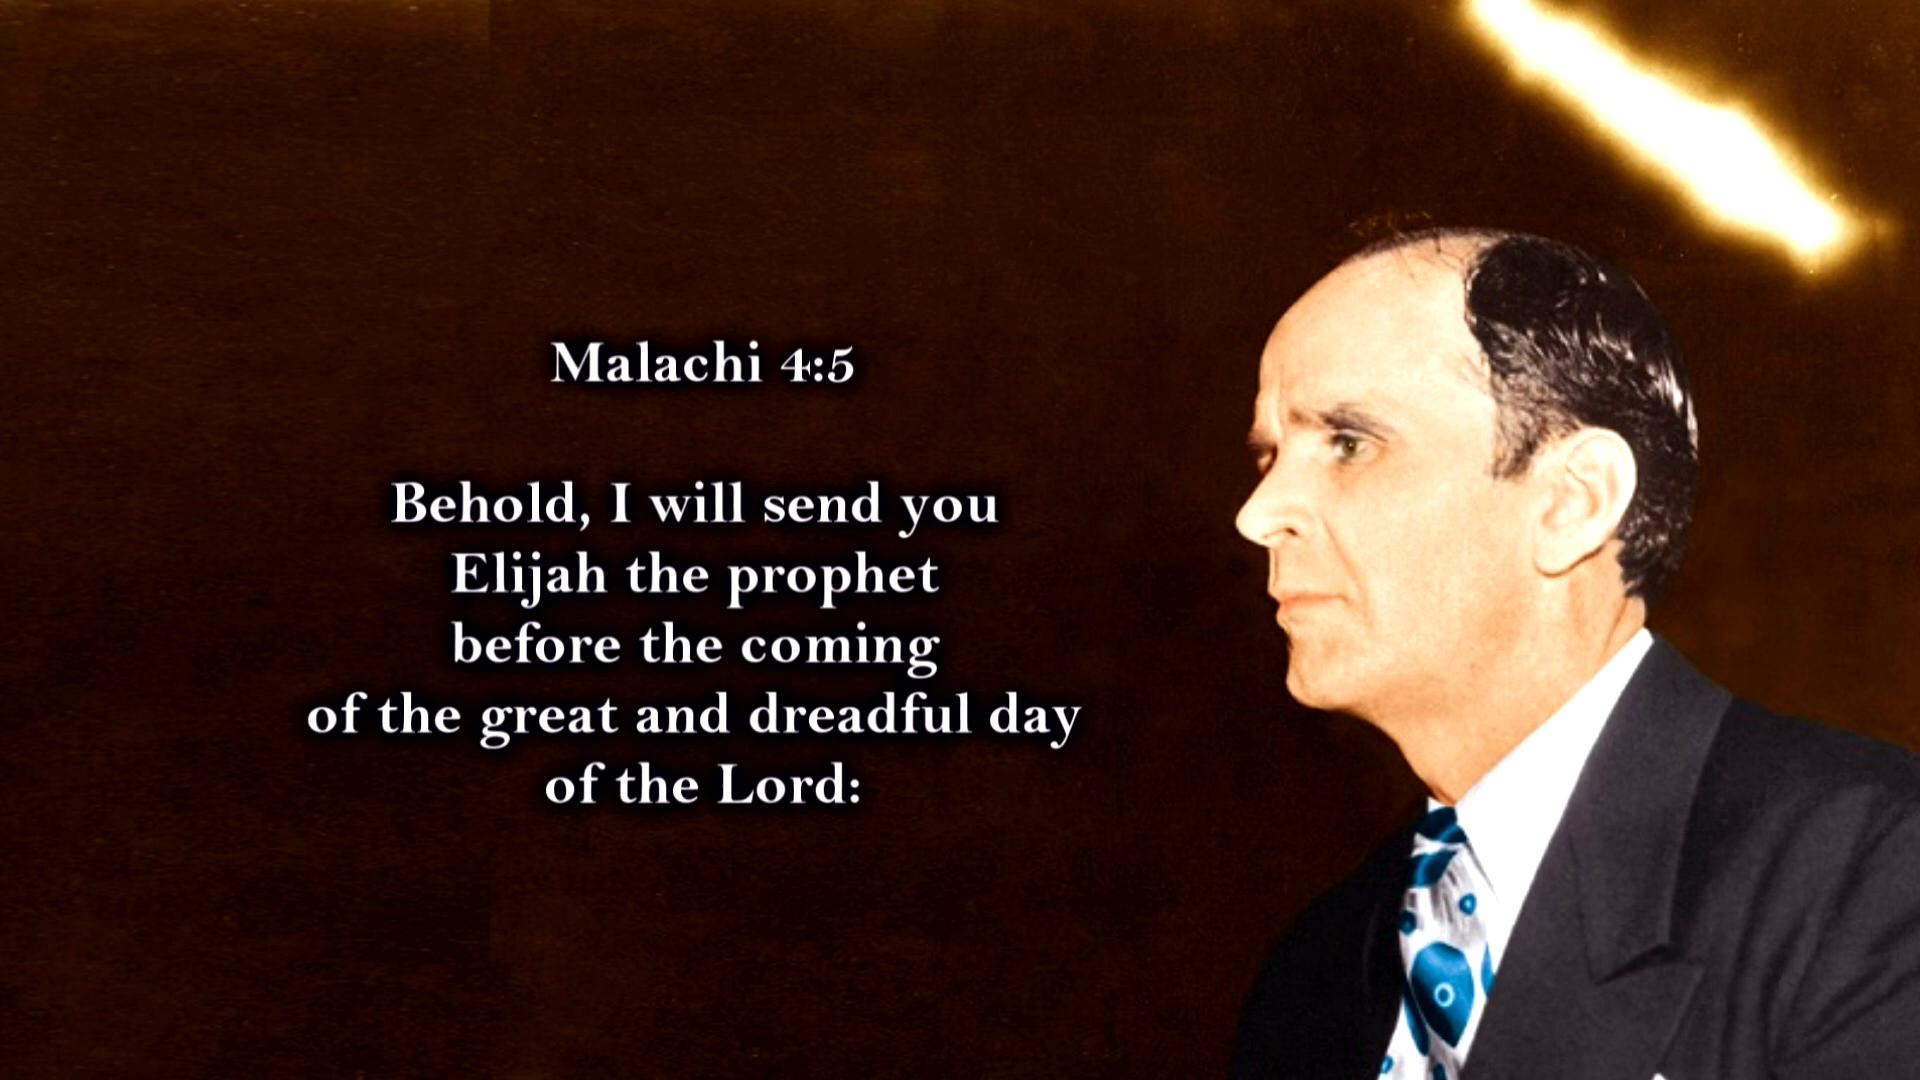 Malachi 4:5
Behold, I will send you
Elijah the prophet
before the coming
of the great and dreadful day
of the Lord: